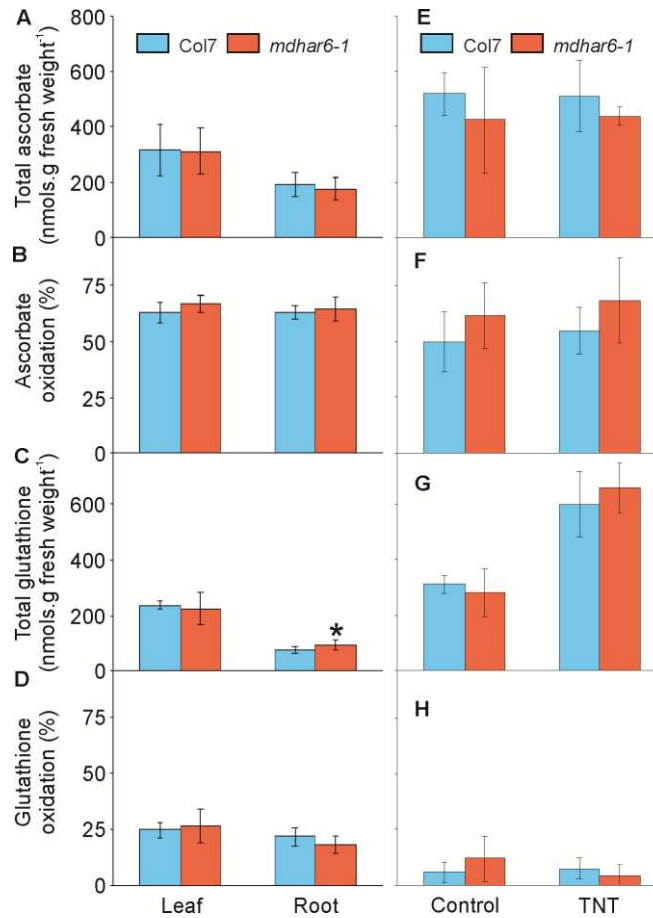 A
800
600
400
200
0
Total ascorbate
(nmols.g fresh weight-1)
Col7
mdhar6-1
B
75
50
25
0
Ascorbate
oxidation (%)
C
600
400
200
0
Total glutathione
(nmols.g fresh weight-1)
*
D
75
50
25
0
Glutathione
oxidation (%)
Leaf
Root
E
Col7
mdhar6-1
F
G
H
Control
TNT